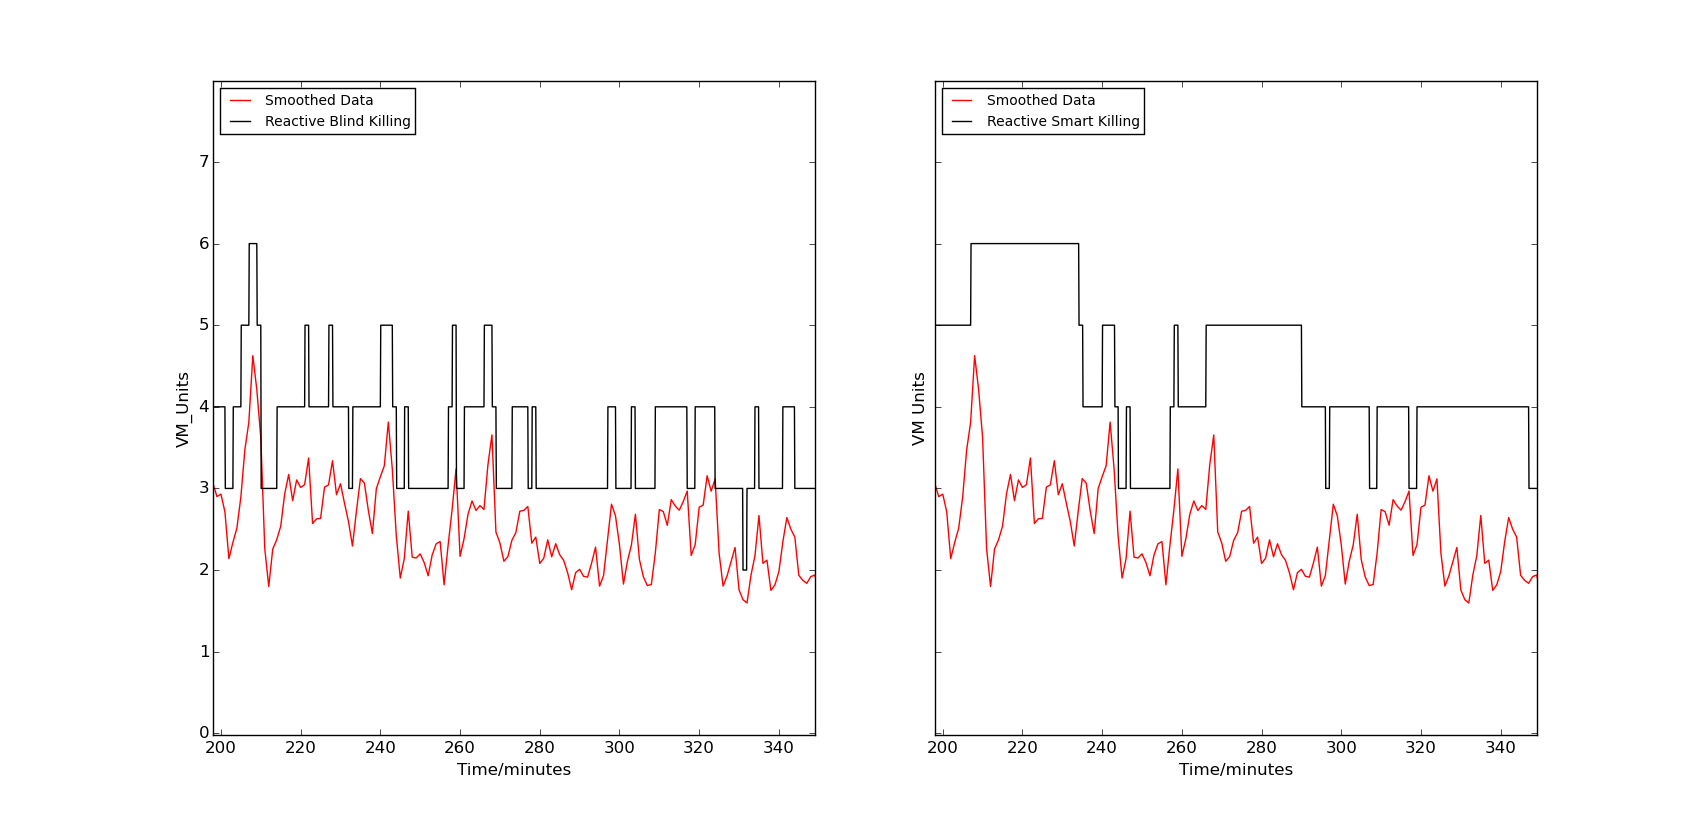 Smoothed Data
Reactive Blind Killing
7
6
5
4
3
2
1
0
VM_Units
200 220 240 260 280 300 320 340
Time/minutes
Smoothed Data
Reactive Smart Killing
VM Units
200 220 240 260 280 300 320 340
Time/minutes